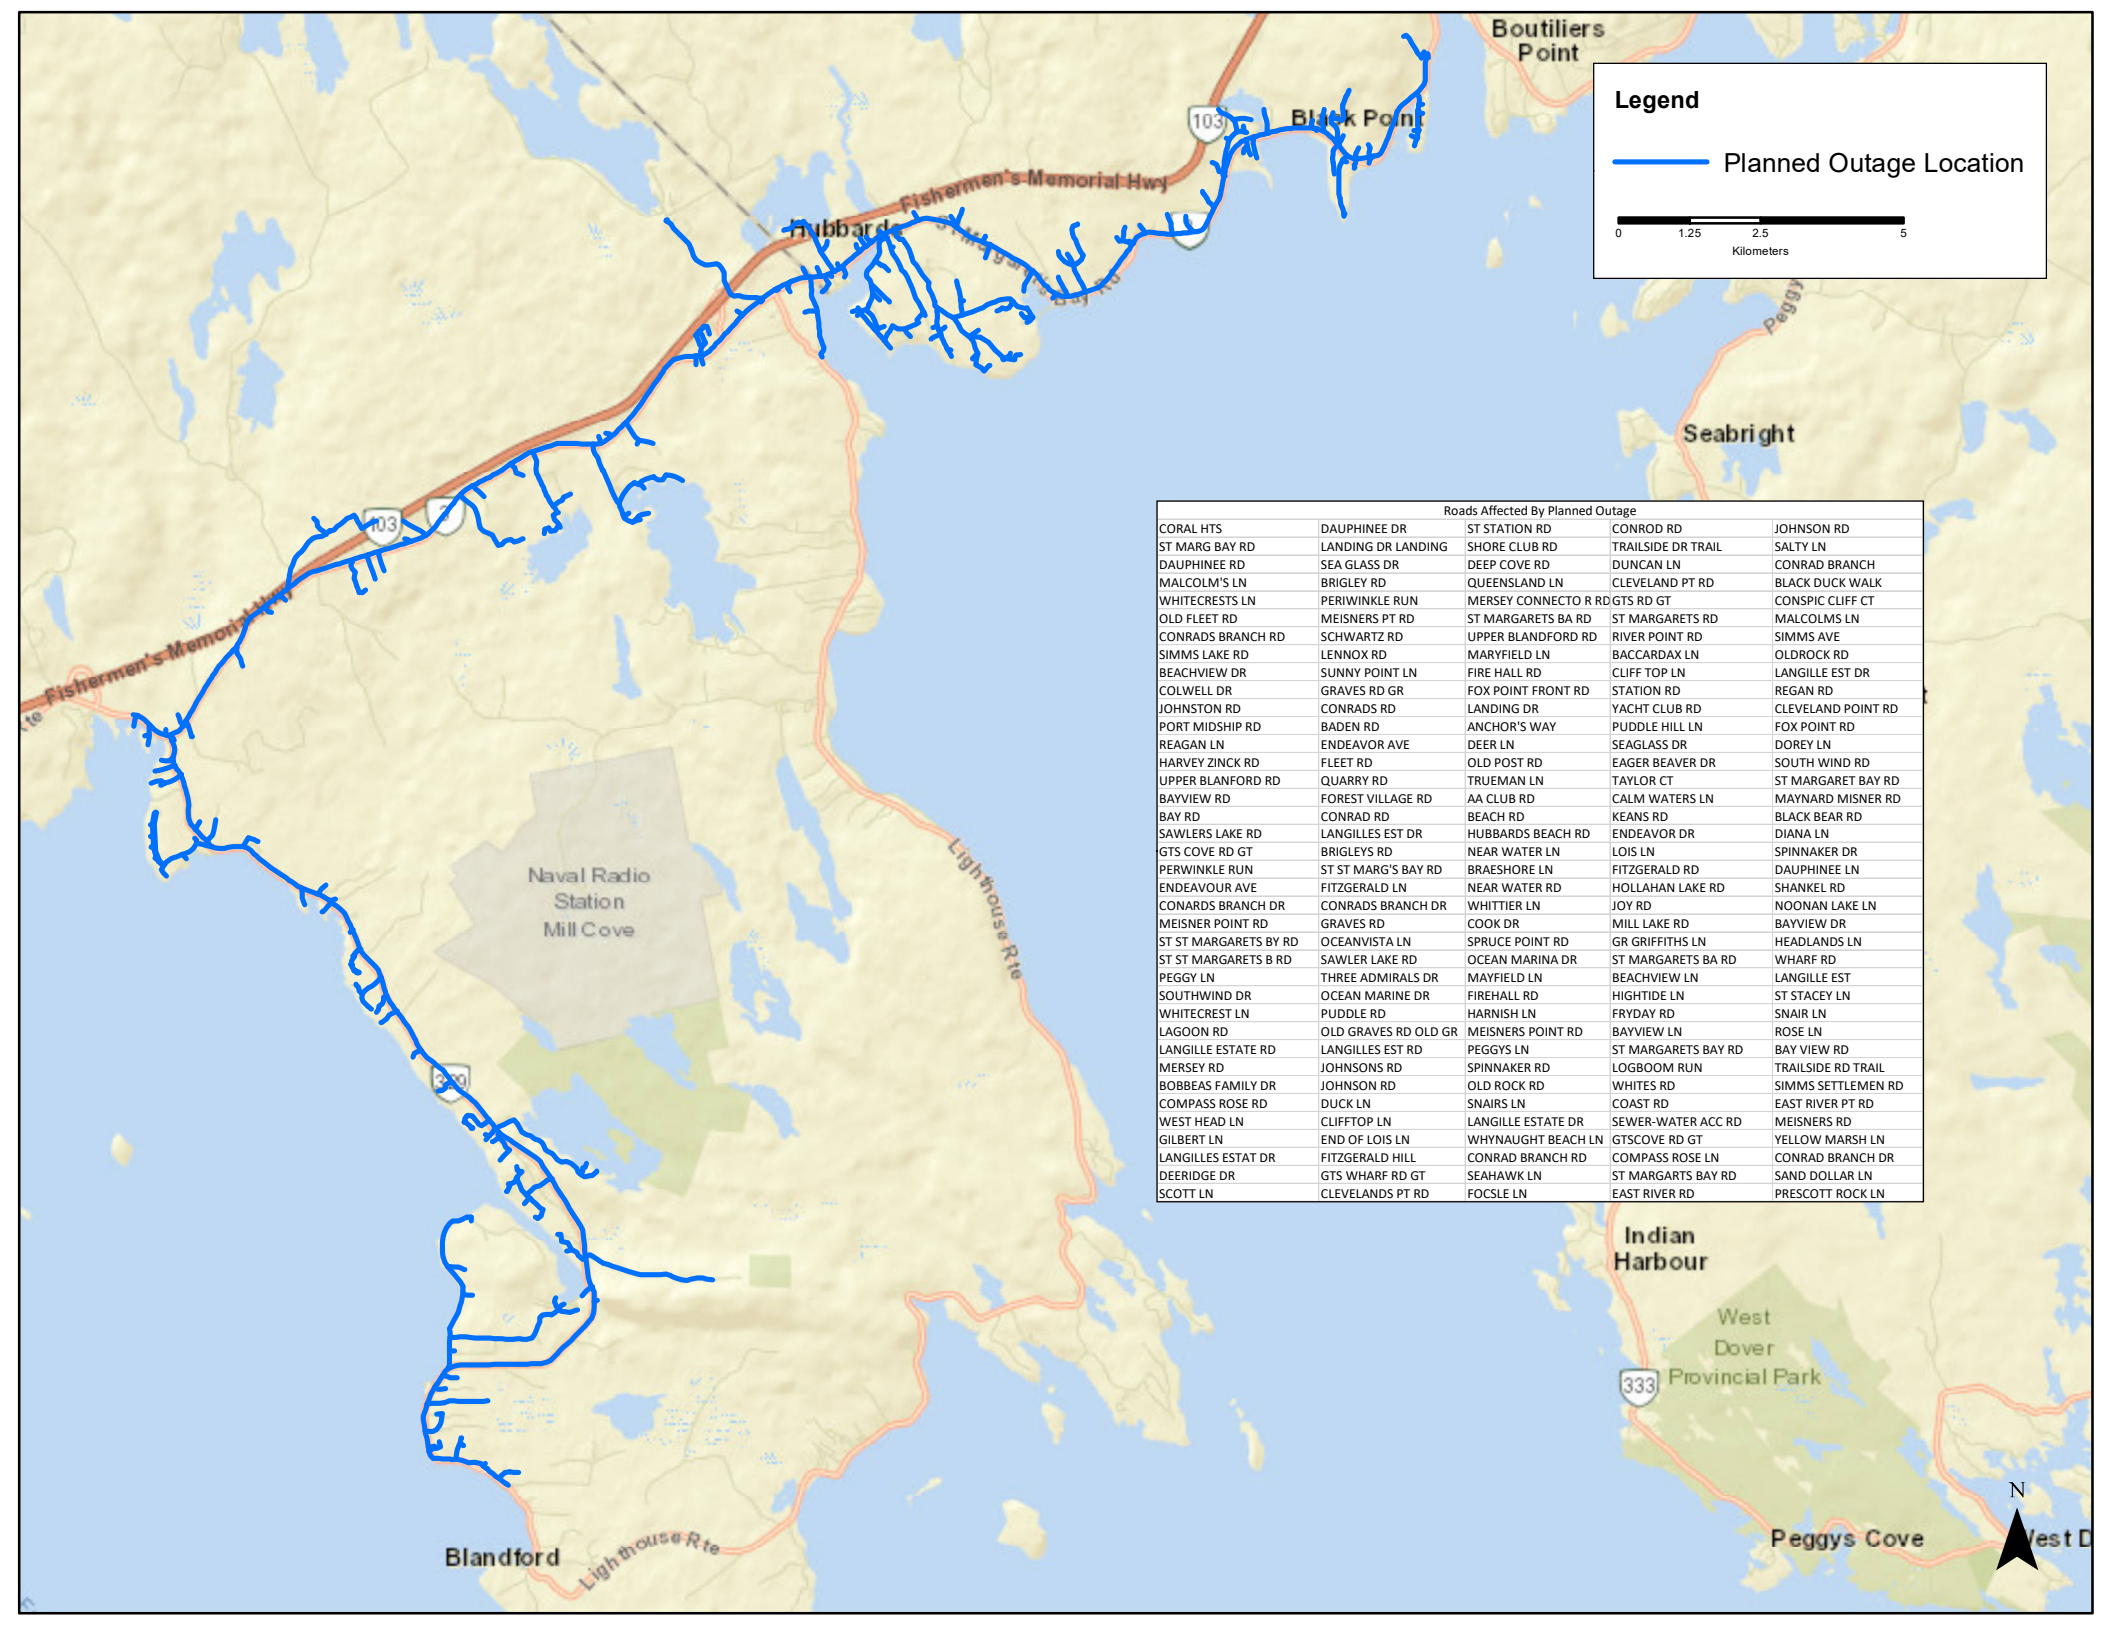 Boutiliers
Point
Legend
Planned Outage Location
0 1.25 2.5 5
Kilometers
103
Black Point
Fishermen's Memorial Hwy
Hubbards
St Margaret's Bay Rd
3
Peggy
Seabright
103
3
Fishermen's Memorial Hwy
Rte
Roads Affected By Planned Outage
CORAL HTS DAUPHINEE DR ST STATION RD CONROD RD JOHNSON RD
ST MARG BAY RD LANDING DR LANDING SHORE CLUB RD TRAILSIDE DR TRAIL SALTY LN
DAUPHINEE RD SEA GLASS DR DEEP COVE RD DUNCAN LN CONRAD BRANCH
MALCOLM'S LN BRIGLEY RD QUEENSLAND LN CLEVELAND PT RD BLACK DUCK WALK
WHITECRESTS LN PERIWINKLE RUN MERSEY CONNECTO R RD GTS RD GT CONSPIC CLIFF CT
OLD FLEET RD MEISNERS PT RD ST MARGARETS BA RD ST MARGARETS RD MALCOLMS LN
CONRADS BRANCH RD SCHWARTZ RD UPPER BLANDFORD RD RIVER POINT RD SIMMS AVE
SIMMS LAKE RD LENNOX RD MARYFIELD LN BACCARDAX LN OLDROCK RD
BEACHVIEW DR SUNNY POINT LN FIRE HALL RD CLIFF TOP LN LANGILLE EST DR
COLWELL DR GRAVES RD GR FOX POINT FRONT RD STATION RD REGAN RD
JOHNSTON RD CONRADS RD LANDING DR YACHT CLUB RD CLEVELAND POINT RD
PORT MIDSHIP RD BADEN RD ANCHOR'S WAY PUDDLE HILL LN FOX POINT RD
REAGAN LN ENDEAVOR AVE DEER LN SEAGLASS DR DOREY LN
HARVEY ZINCK RD FLEET RD OLD POST RD EAGER BEAVER DR SOUTH WIND RD
UPPER BLANFORD RD QUARRY RD TRUEMAN LN TAYLOR CT ST MARGARET BAY RD
BAYVIEW RD FOREST VILLAGE RD AA CLUB RD CALM WATERS LN MAYNARD MISNER RD
BAY RD CONRAD RD BEACH RD KEANS RD BLACK BEAR RD
SAWLERS LAKE RD LANGILLES EST DR HUBBARDS BEACH RD ENDEAVOR DR DIANA LN
GTS COVE RD GT BRIGLEYS RD NEAR WATER LN LOIS LN SPINNAKER DR
PERWINKLE RUN ST ST MARG'S BAY RD BRAESHORE LN FITZGERALD RD DAUPHINEE LN
ENDEAVOUR AVE FITZGERALD LN NEAR WATER RD HOLLAHAN LAKE RD SHANKEL RD
CONARDS BRANCH DR CONRADS BRANCH DR WHITTIER LN JOY RD NOONAN LAKE LN
MEISNER POINT RD GRAVES RD COOK DR MILL LAKE RD BAYVIEW DR
ST ST MARGARETS BY RD OCEANVISTA LN SPRUCE POINT RD GR GRIFFITHS LN HEADLANDS LN
ST ST MARGARETS B RD SAWLER LAKE RD OCEAN MARINA DR ST MARGARETS BA RD WHARF RD
PEGGY LN THREE ADMIRALS DR MAYFIELD LN BEACHVIEW LN LANGILLE EST
SOUTHWIND DR OCEAN MARINE DR FIREHALL RD HIGHTIDE LN ST STACEY LN
WHITECREST LN PUDDLE RD HARNISH LN FRYDAY RD SNAIR LN
LAGOON RD OLD GRAVES RD OLD GR MEISNERS POINT RD BAYVIEW LN ROSE LN
LANGILLE ESTATE RD LANGILLES EST RD PEGGYS LN ST MARGARETS BAY RD BAY VIEW RD
MERSEY RD JOHNSONS RD SPINNAKER RD LOGBOOM RUN TRAILSIDE RD TRAIL
BOBBEAS FAMILY DR JOHNSON RD OLD ROCK RD WHITES RD SIMMS SETTLEMEN RD
COMPASS ROSE RD DUCK LN SNAIRS LN COAST RD EAST RIVER PT RD
WEST HEAD LN CLIFFTOP LN LANGILLE ESTATE DR SEWER-WATER ACC RD MEISNERS RD
GILBERT LN END OF LOIS LN WHYNAUGHT BEACH LN GTSCOVE RD GT YELLOW MARSH LN
LANGILLES ESTAT DR FITZGERALD HILL CONRAD BRANCH RD COMPASS ROSE LN CONRAD BRANCH DR
DEERIDGE DR GTS WHARF RD GT SEAHAWK LN ST MARGARTS BAY RD SAND DOLLAR LN
SCOTT LN CLEVELANDS PT RD FOCSLE LN EAST RIVER RD PRESCOTT ROCK LN
Naval Radio
Station
Mill Cove
Lighthouse Rte
329
Indian
Harbour
West
Dover
Provincial Park
333
N
Peggys Cove
West D
Blandford
Lighthouse Rte